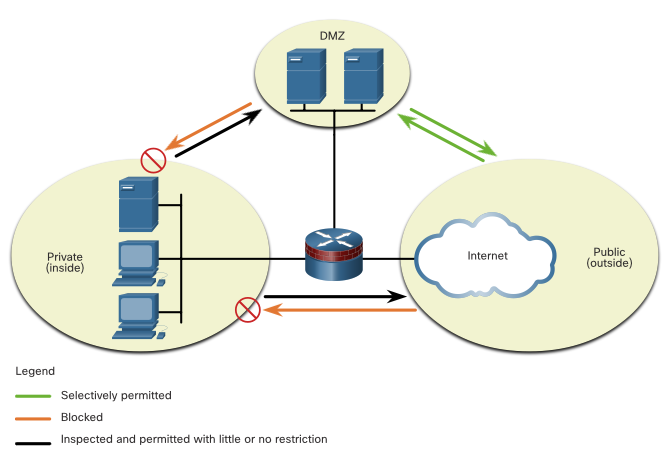 DMZ
Private
(inside)
Internet
Public
(outside)
Legend
Selectively permitted
Blocked
Inspected and permitted with little or no restriction